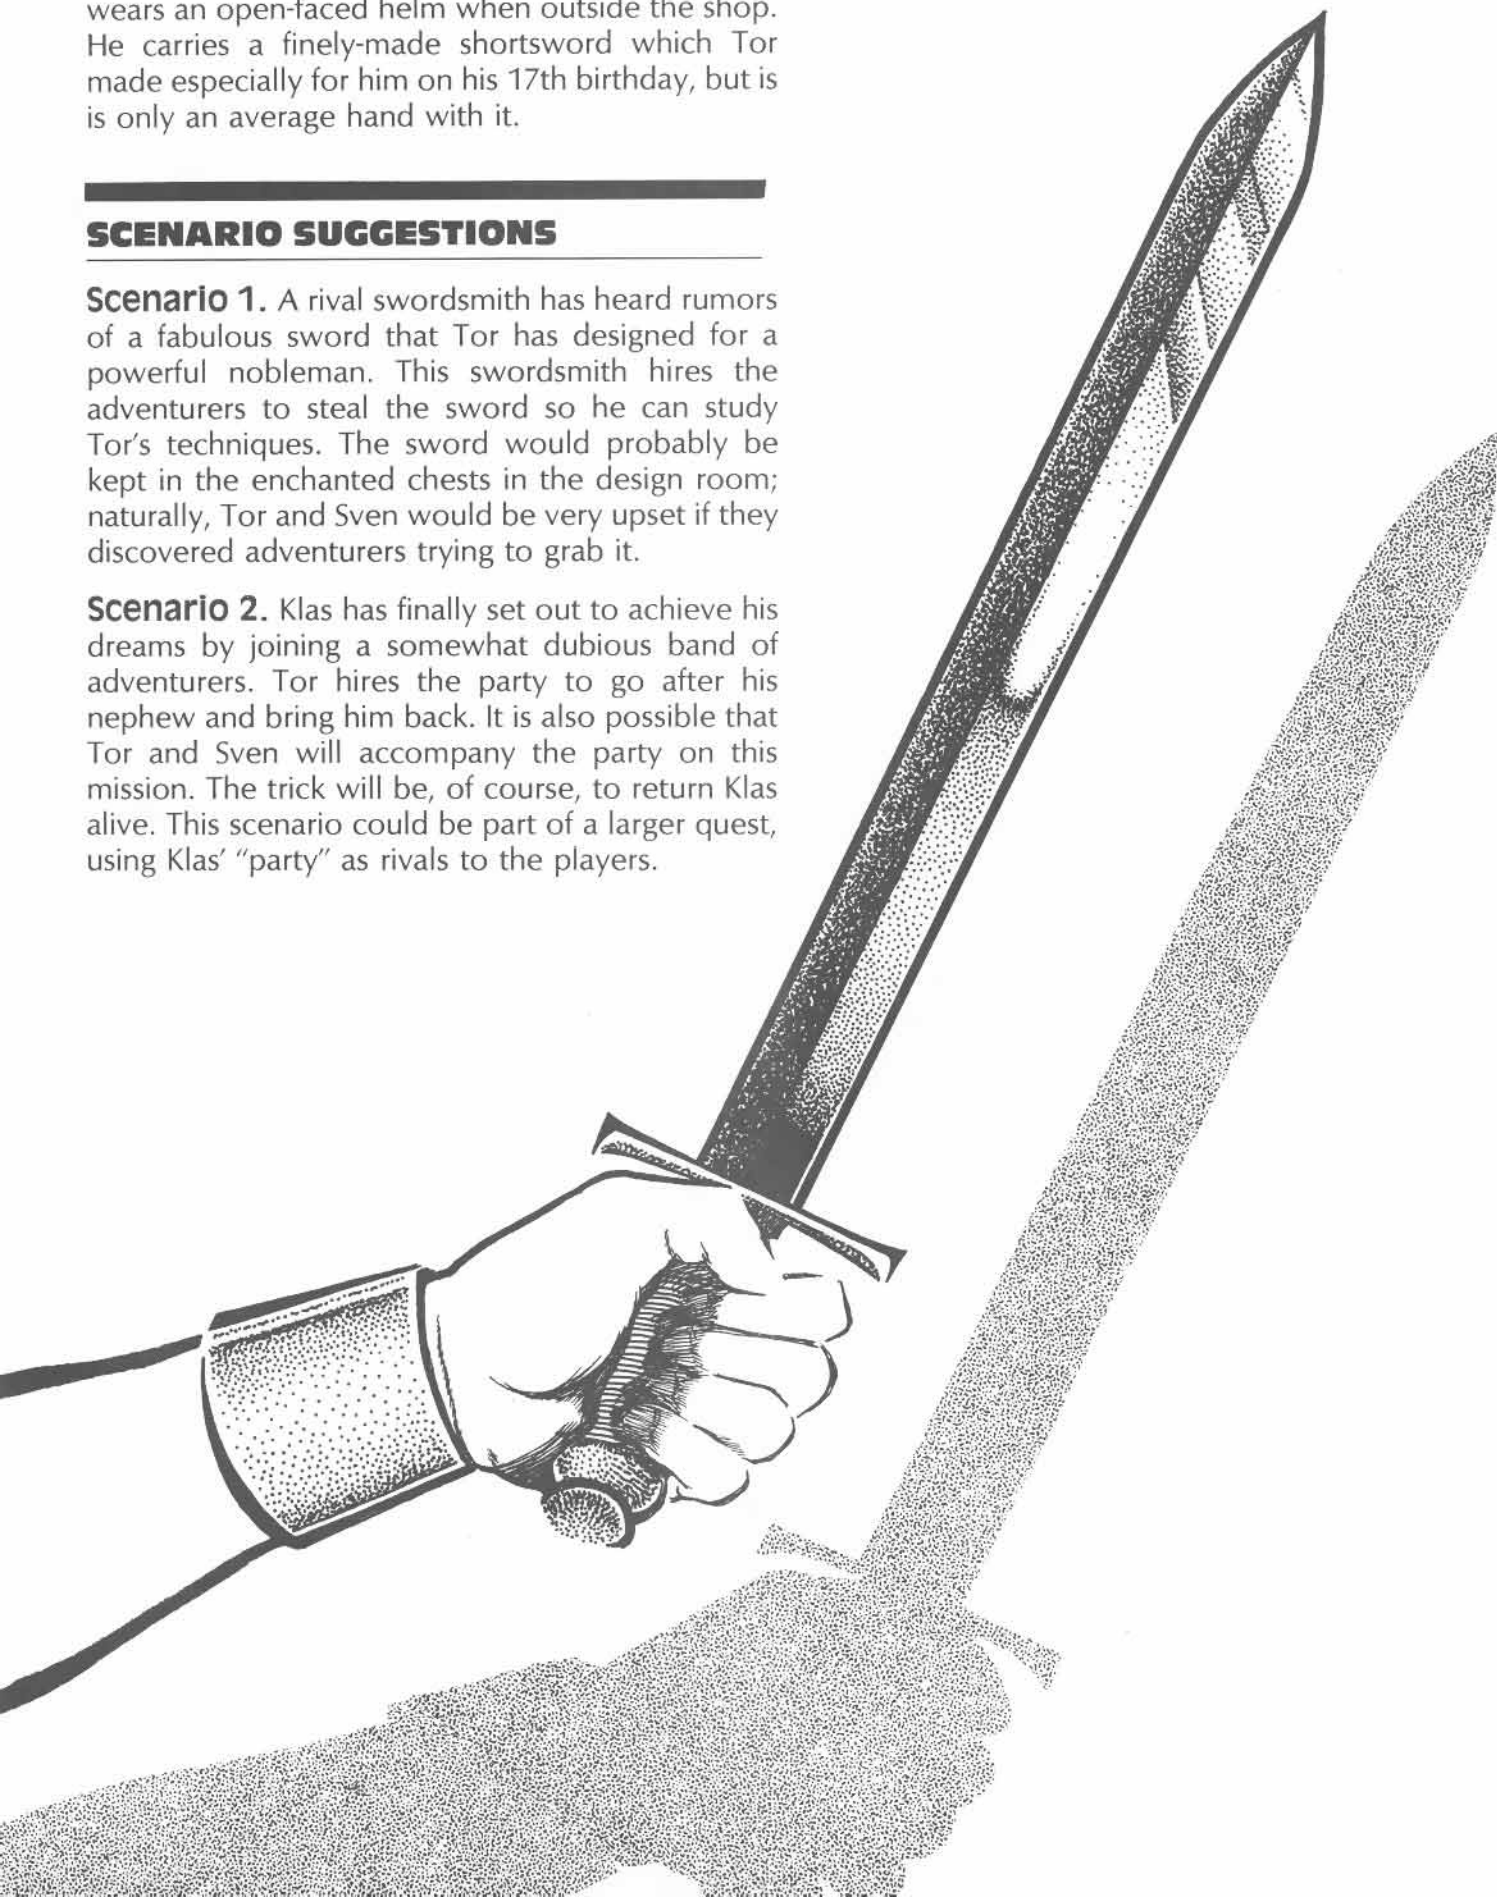 wears an open-faced helm when outside the shop.
He carries a finely-made shortsword which Tor
made especially for him on his 17th birthday, but is
is only an average hand with it.
SCENARIO SUGGESTIONS
Scenario 1. A rival swordsmith has heard rumors
of a fabulous sword that Tor has designed for a
powerful nobleman. This swordsmith hires the
adventurers to steal the sword so he can study
Tor's techniques. The sword would probably be
kept in the enchanted chests in the design room;
naturally, Tor and Sven would be very upset if they
discovered adventurers trying to grab it.
Scenario 2. Klas has finally set out to achieve his
dreams by joining a somewhat dubious band of
adventurers. Tor hires the party to go after his
nephew and bring him back. It is also possible that
Tor and Sven will accompany the party on this
mission. The trick will be, of course, to return Klas
alive. This scenario could be part of a larger quest,
using Klas' “party” as rivals to the players.